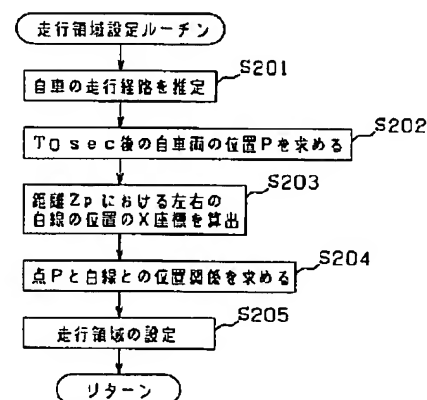 走行領域設定ルーチン
S201
自車の走行経路を推定
S202
T0sec後の自車両の位置Pを求める
S203
距離Zpにおける左右の
白線の位置のX座標を算出
S204
点Pと白線との位置関係を求める
S205
走行領域の設定
リターン